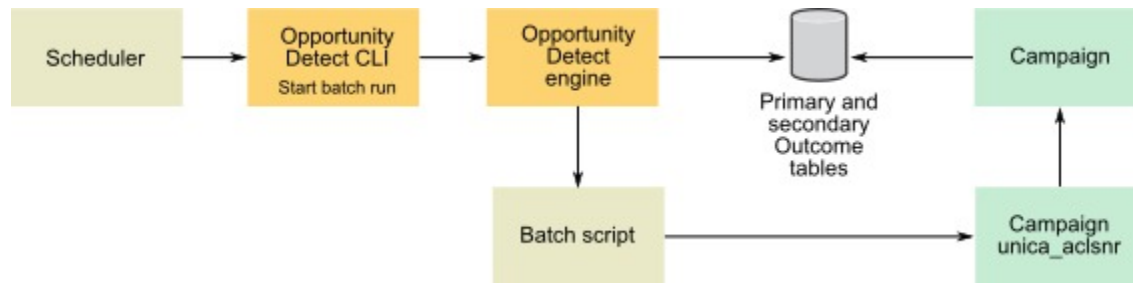 Scheduler
Opportunity
Detect CLI
Start batch run
Opportunity
Detect
engine
Primary and
secondary
Outcome
tables
Campaign
Batch script
Campaign
unica_aclsnr